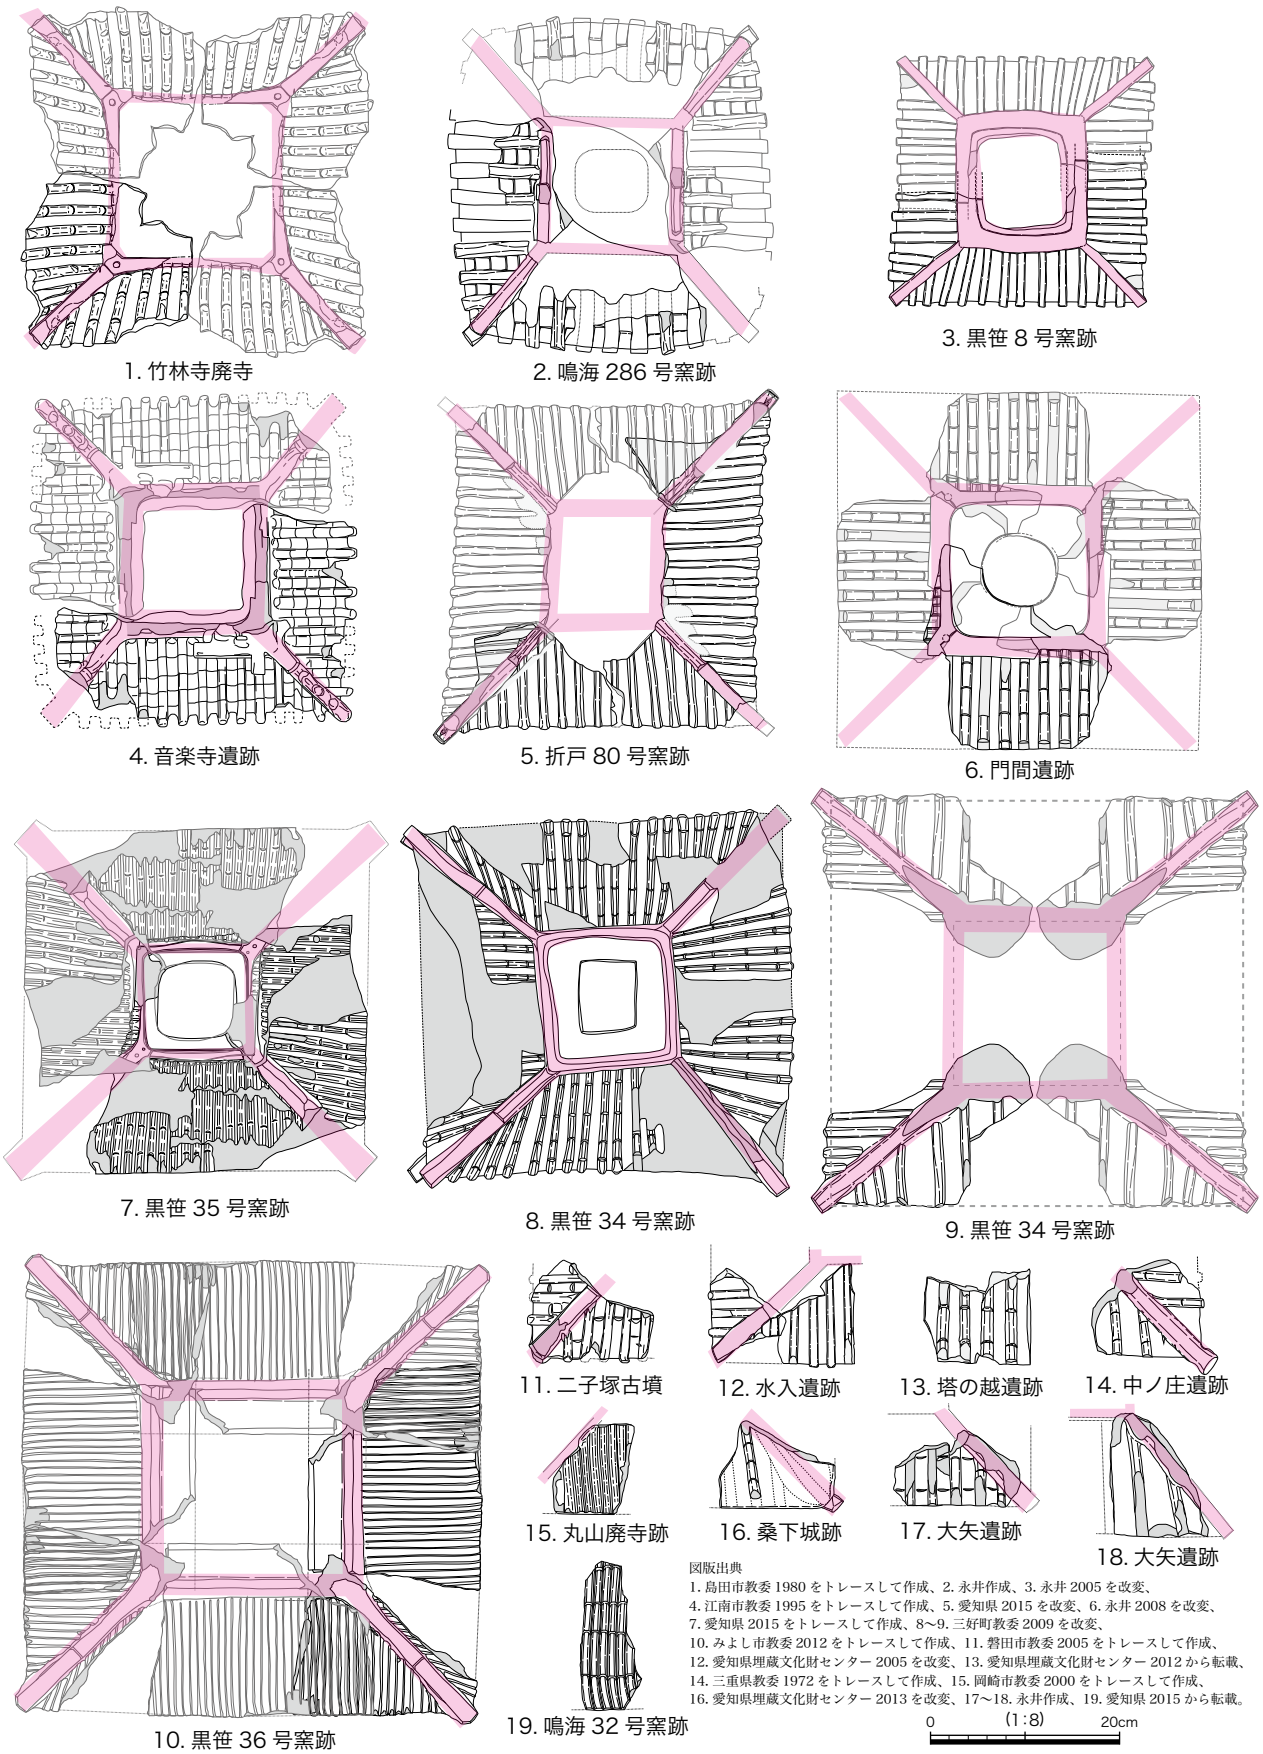 1. 竹林寺廃寺
2. 鳴海 286 号窯跡
3. 黒笹 8 号窯跡
4. 音楽寺遺跡
5. 折戸 80 号窯跡
6. 門間遺跡
7. 黒笹 35 号窯跡
8. 黒笹 34 号窯跡
9. 黒笹 34 号窯跡
10. 黒笹 36 号窯跡
11. 二子塚古墳
12. 水入遺跡
13. 塔の越遺跡
14. 中ノ庄遺跡
15. 丸山廃寺跡
16. 桑下城跡
17. 大矢遺跡
18. 大矢遺跡
19. 鳴海 32 号窯跡
図版出典
1. 島田市教委 1980 をトレースして作成、2. 永井作成、3. 永井 2005 を改変、
4. 江南市教委 1995 をトレースして作成、5. 愛知県 2015 を改変、6. 永井 2008 を改変、
7. 愛知県 2015 をトレースして作成、8〜9. 三好町教委 2009 を改変、
10. みよし市教委 2012 をトレースして作成、11. 磐田市教委 2005 をトレースして作成、
12. 愛知県埋蔵文化財センター 2005 を改変、13. 愛知県埋蔵文化財センター 2012 から転載、
14. 三重県教委 1972 をトレースして作成、15. 岡崎市教委 2000 をトレースして作成、
16. 愛知県埋蔵文化財センター 2013 を改変、17〜18. 永井作成、19. 愛知県 2015 から転載。
0 (1:8) 20cm